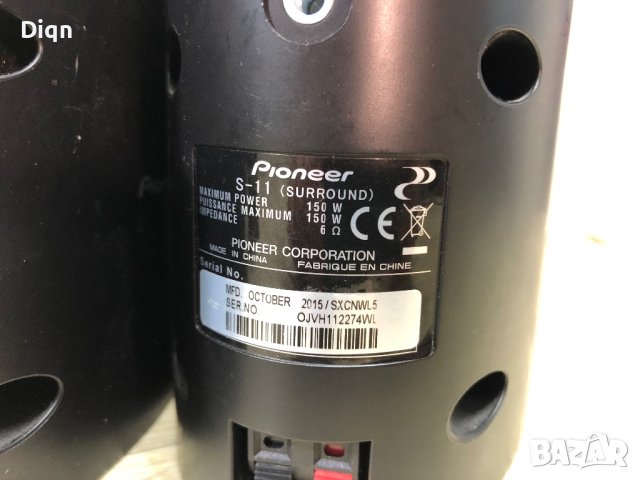 Diqn
Pioneer
S-11 (SURROUND)
MAXIMUM POWER 150 W
PUISSANCE MAXIMUM 150 W
IMPEDANCE 6 Ω
CE
PIONEER CORPORATION
MADE IN CHINA FABRIQUE EN CHINE
Serial No.
MFD. OCTOBER 2015 / SXCNWL5
SER.NO OJVH112274WL
BAZAR